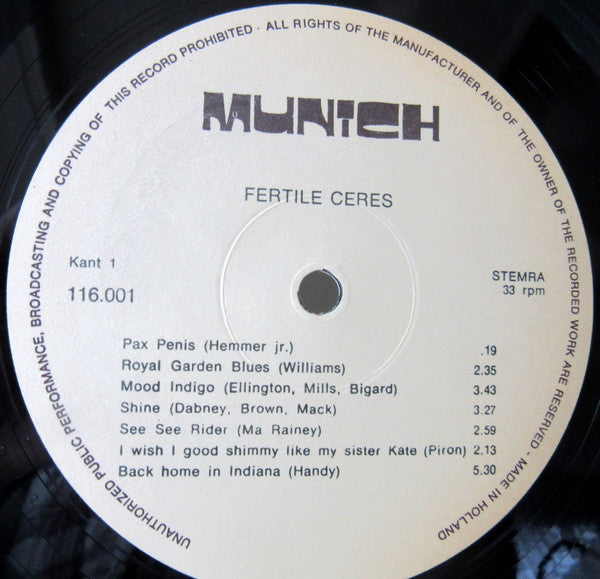 UNAUTHORIZED PUBLIC PERFORMANCE, BROADCASTING AND COPYING OF THIS RECORD PROHIBITED · ALL RIGHTS OF THE MANUFACTURER AND OF THE OWNER OF THE RECORDED WORK ARE RESERVED - MADE IN HOLLAND
MUNICH
FERTILE CERES
Kant 1
116.001
STEMRA
33 rpm
Pax Penis (Hemmer jr.) .19
Royal Garden Blues (Williams) 2.35
Mood Indigo (Ellington, Mills, Bigard) 3.43
Shine (Dabney, Brown, Mack) 3.27
See See Rider (Ma Rainey) 2.59
I wish I good shimmy like my sister Kate (Piron) 2.13
Back home in Indiana (Handy) 5.30